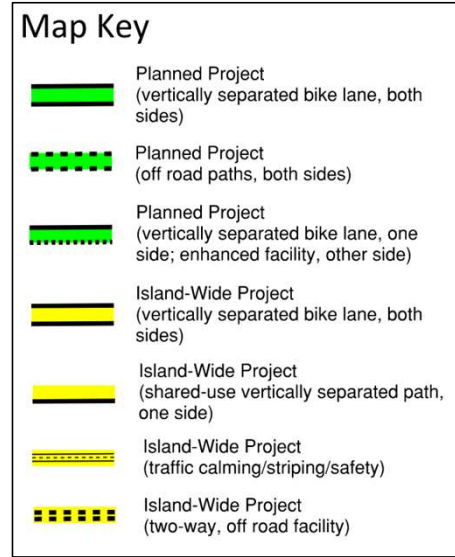 Map Key
Planned Project
(vertically separated bike lane, both
sides)
Planned Project
(off road paths, both sides)
Planned Project
(vertically separated bike lane, one
side; enhanced facility, other side)
Island-Wide Project
(vertically separated bike lane, both
sides)
Island-Wide Project
(shared-use vertically separated path,
one side)
Island-Wide Project
(traffic calming/striping/safety)
Island-Wide Project
(two-way, off road facility)